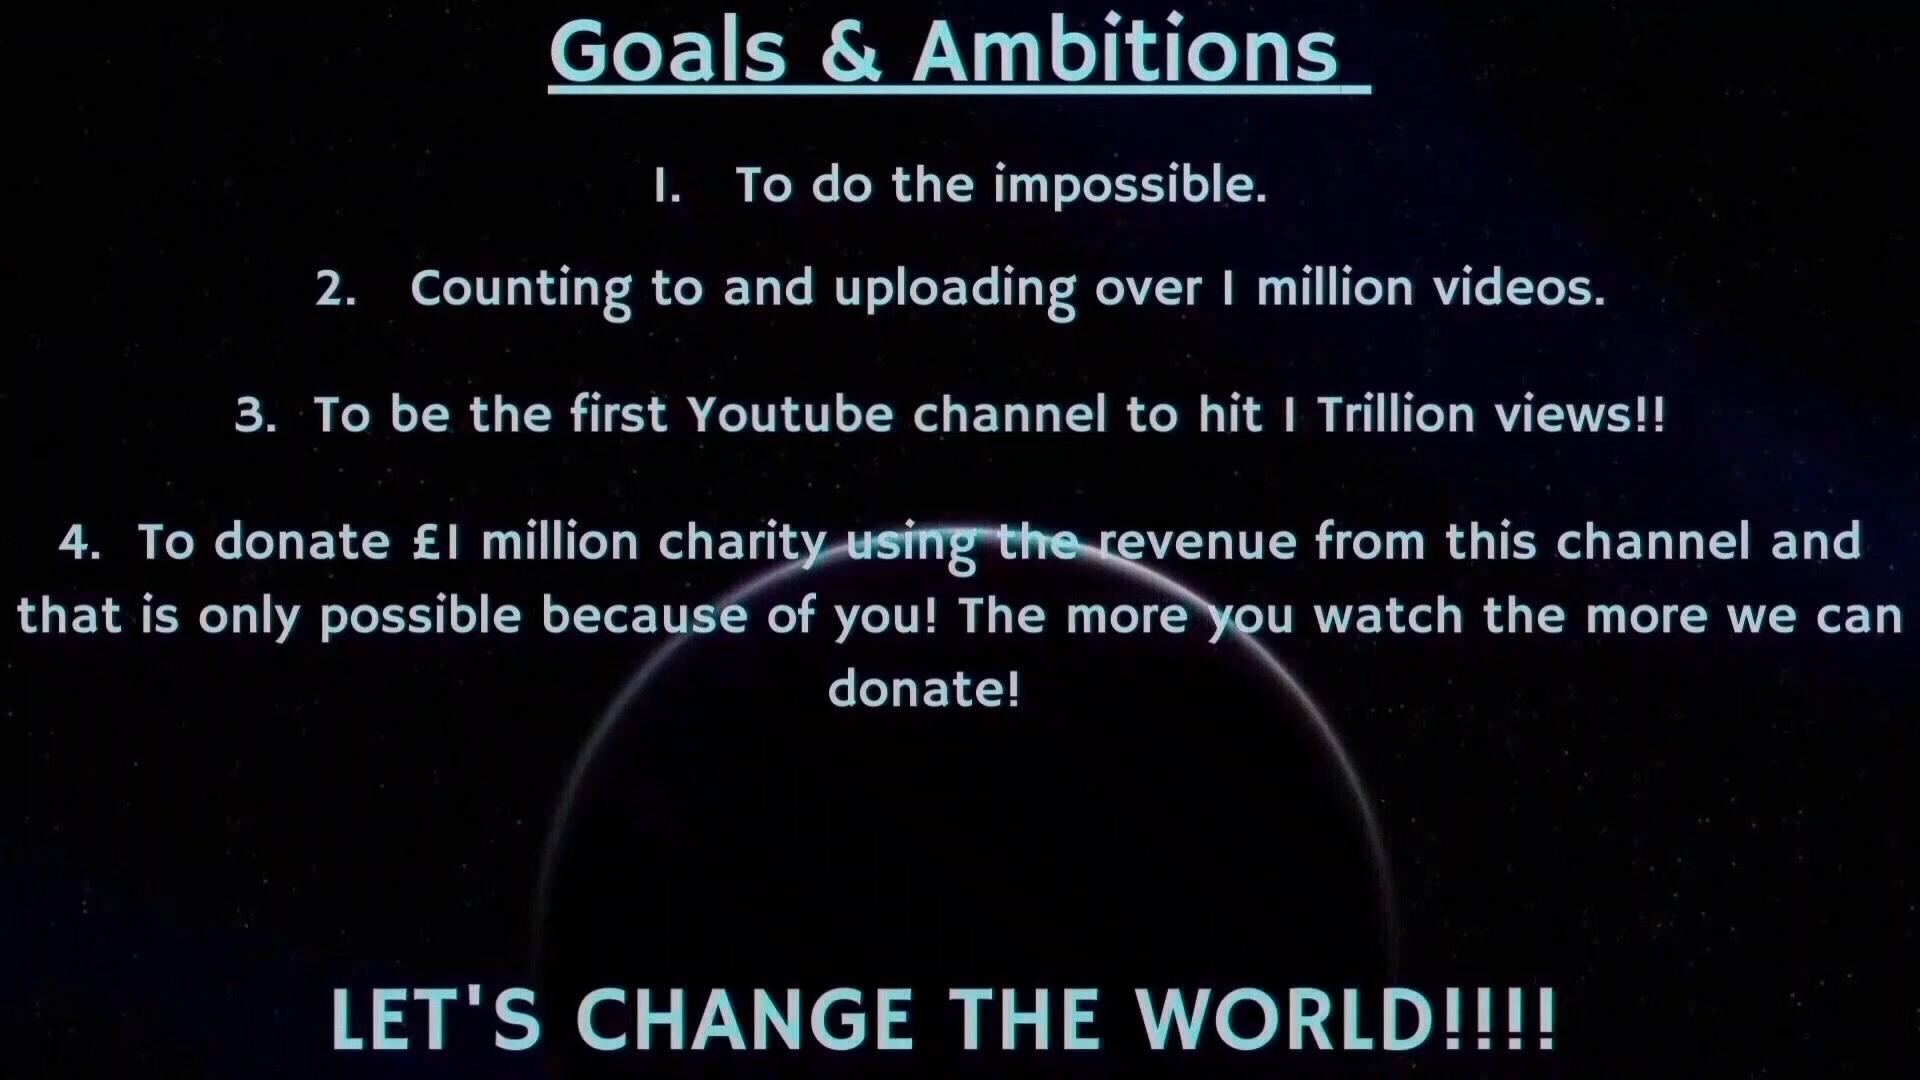 Goals & Ambitions
1. To do the impossible.
2. Counting to and uploading over 1 million videos.
3. To be the first Youtube channel to hit 1 Trillion views!!
4. To donate £1 million charity using the revenue from this channel and
that is only possible because of you! The more you watch the more we can
donate!
LET'S CHANGE THE WORLD!!!!